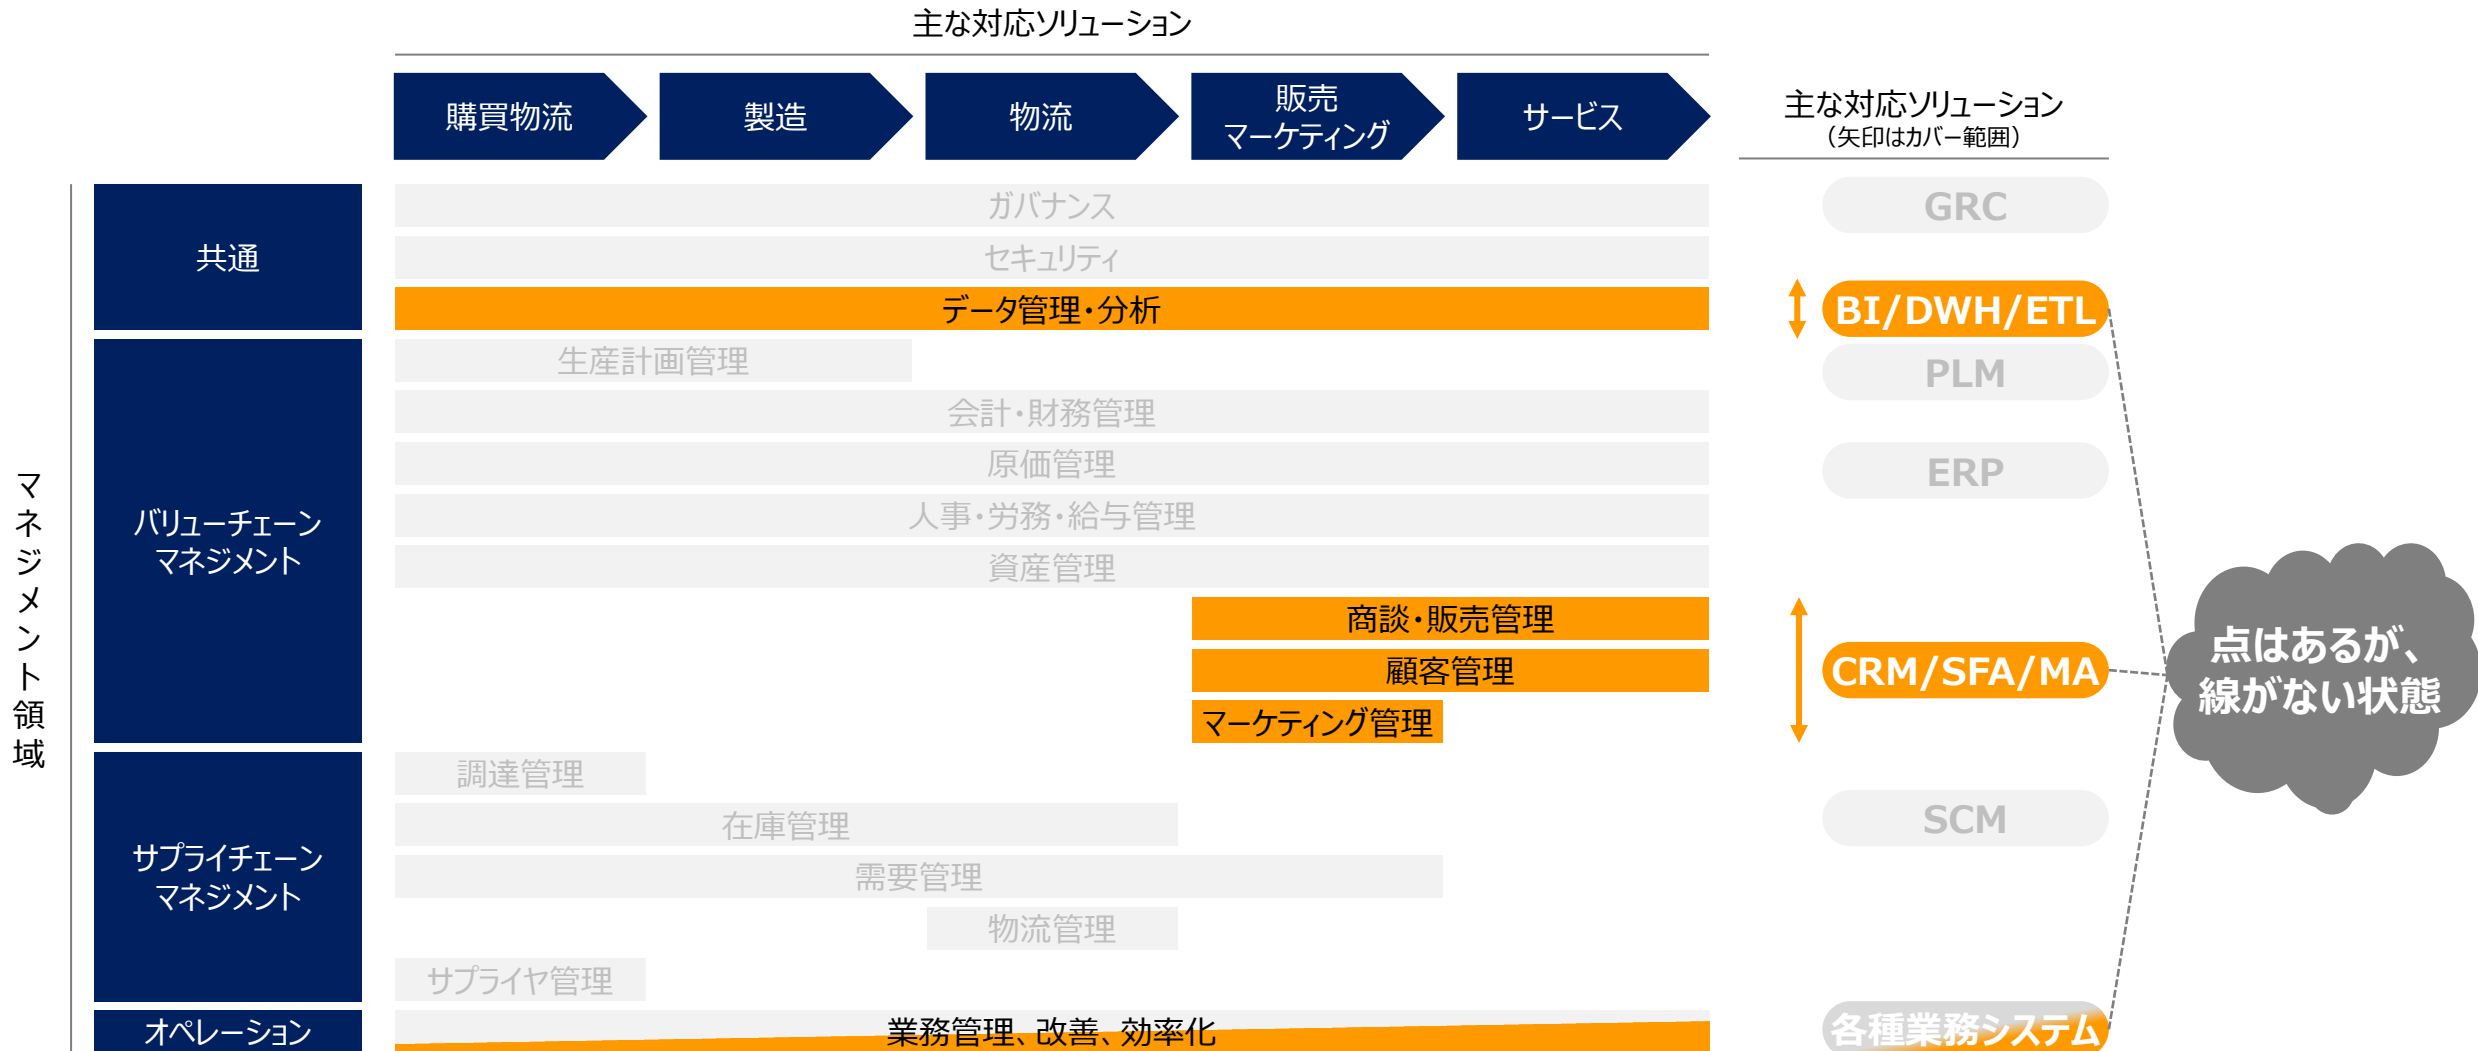 主な対応ソリューション
購買物流
製造
物流
販売
マーケティング
サービス
主な対応ソリューション
（矢印はカバー範囲）
マネジメント領域
共通
ガバナンス
GRC
セキュリティ
データ管理・分析
BI/DWH/ETL
バリューチェーン
マネジメント
生産計画管理
PLM
会計・財務管理
原価管理
ERP
人事・労務・給与管理
資産管理
商談・販売管理
顧客管理
CRM/SFA/MA
マーケティング管理
点はあるが、
線がない状態
サプライチェーン
マネジメント
調達管理
在庫管理
SCM
需要管理
物流管理
サプライヤ管理
オペレーション
業務管理、改善、効率化
各種業務システム